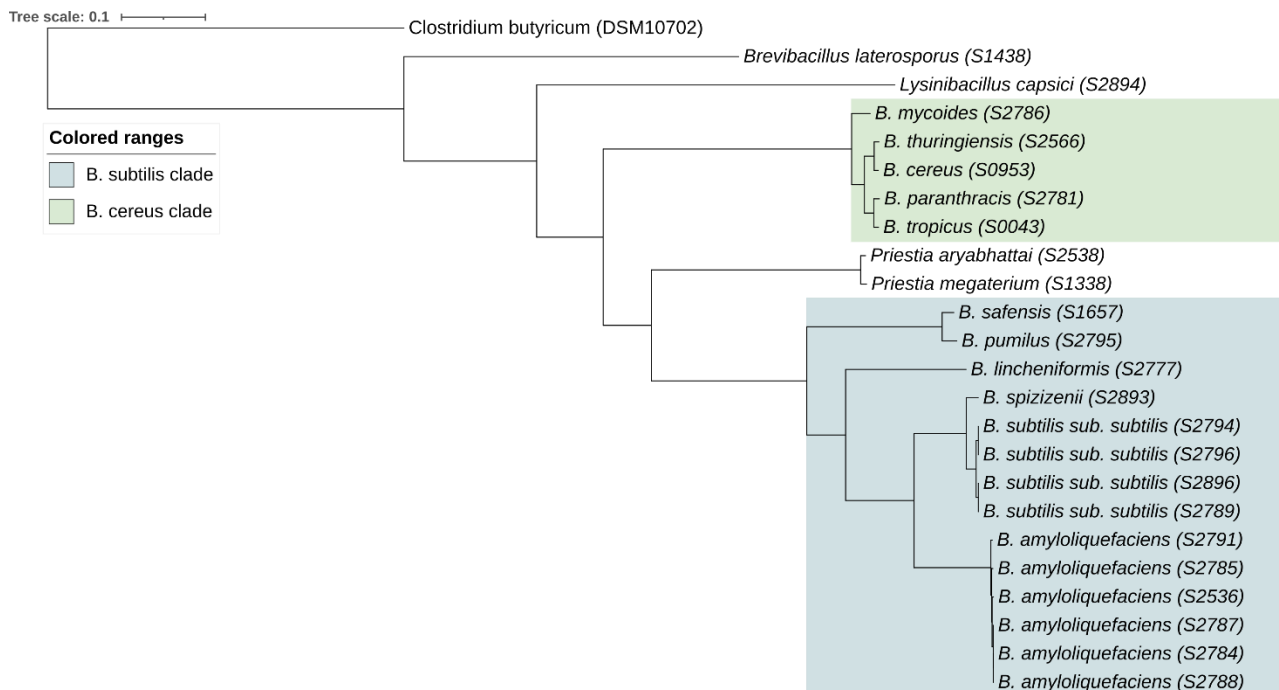 Tree scale: 0.1
Clostridium butyricum (DSM10702)
Brevibacillus laterosporus (S1438)
Lysinibacillus capsici (S2894)
B. mycoides (S2786)
B. thuringiensis (S2566)
B. cereus (S0953)
B. paranthracis (S2781)
B. tropicus (S0043)
Priestia aryabhattai (S2538)
Priestia megaterium (S1338)
B. safensis (S1657)
B. pumilus (S2795)
B. lincheniformis (S2777)
B. spizizenii (S2893)
B. subtilis sub. subtilis (S2794)
B. subtilis sub. subtilis (S2796)
B. subtilis sub. subtilis (S2896)
B. subtilis sub. subtilis (S2789)
B. amyloliquefaciens (S2791)
B. amyloliquefaciens (S2785)
B. amyloliquefaciens (S2536)
B. amyloliquefaciens (S2787)
B. amyloliquefaciens (S2784)
B. amyloliquefaciens (S2788)
Colored ranges
B. subtilis clade
B. cereus clade